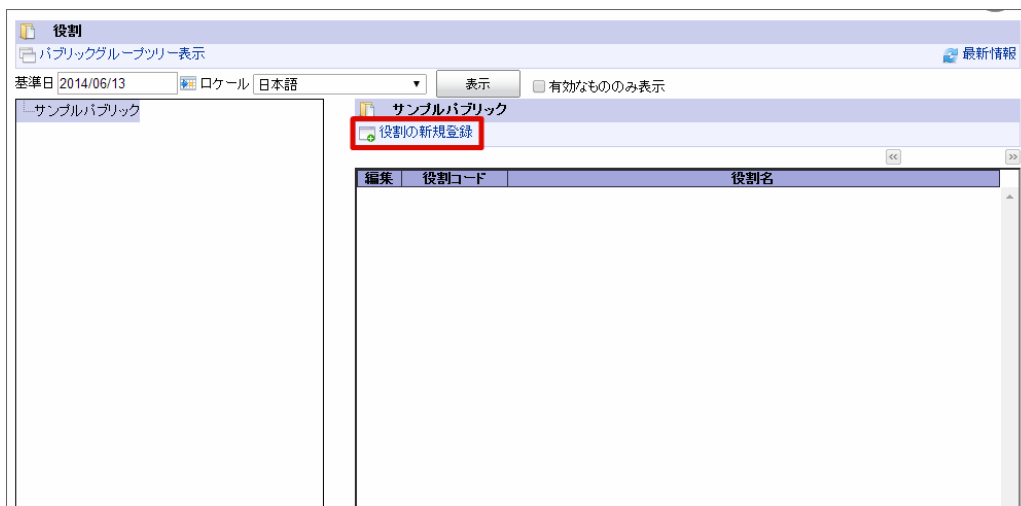 役割
パブリックグループツリー表示 最新情報
基準日 2014/06/13 ロケール 日本語 表示 有効なもののみ表示
サンプルパブリック
サンプルパブリック
役割の新規登録
編集 役割コード 役割名